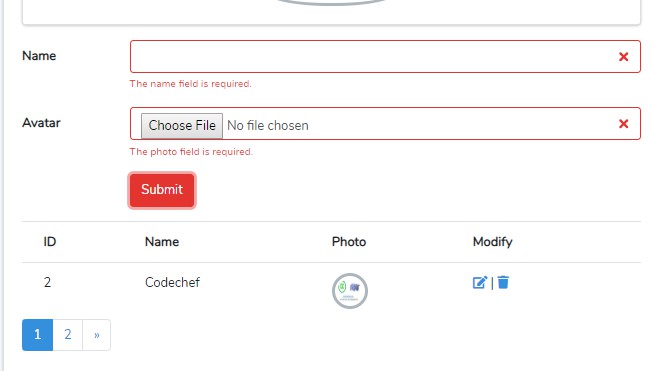 Name
The name field is required.
Avatar
Choose File No file chosen
The photo field is required.
Submit
ID Name Photo Modify
2 Codechef |
1 2 »